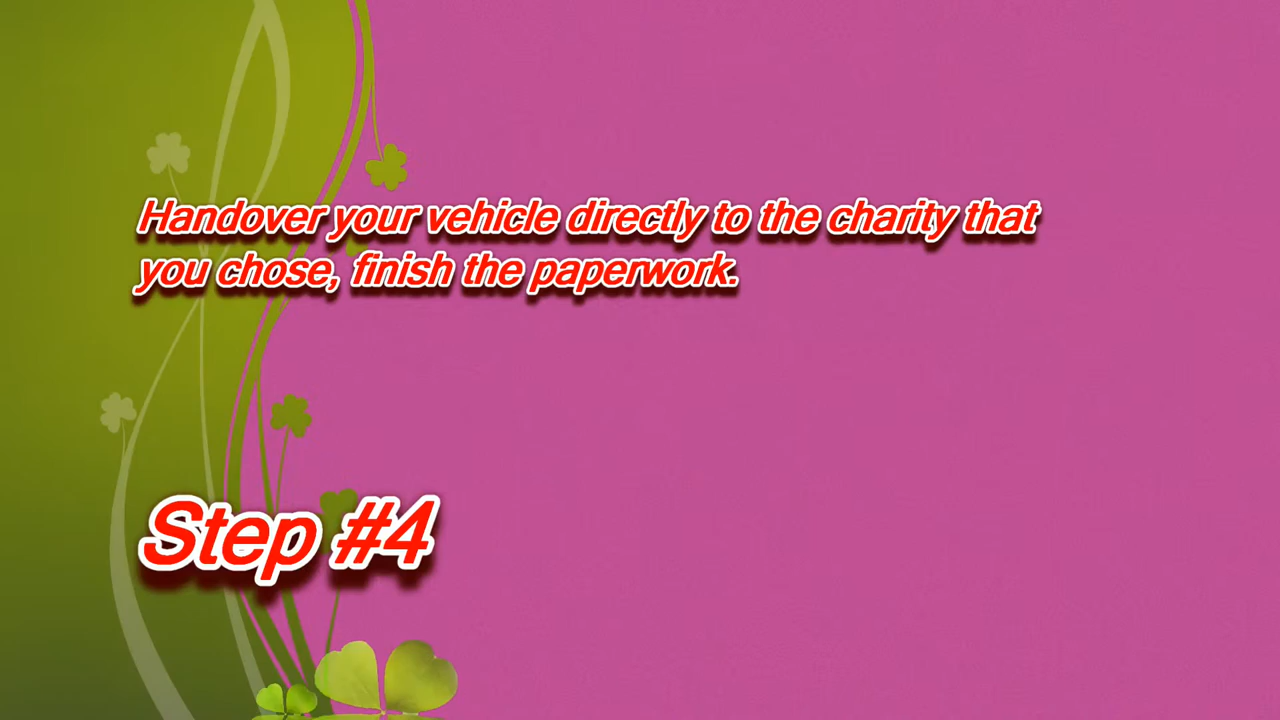 Handover your vehicle directly to the charity that
you chose, finish the paperwork.
Step #4